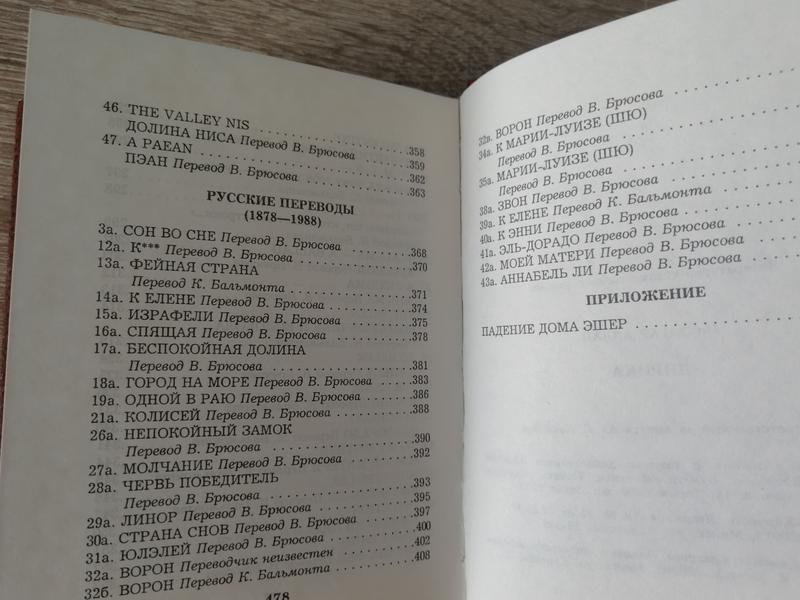 46. THE VALLEY NIS . . . . . . . . . . . . . . . .358
ДОЛИНА НИСА Перевод В. Брюсова . . . . . . .359
47. A PAEAN . . . . . . . . . . . . . . . . . . . . .362
ПЭАН Перевод В. Брюсова . . . . . . . . . . . .363
РУССКИЕ ПЕРЕВОДЫ
(1878—1988)
3а. СОН ВО СНЕ Перевод В. Брюсова . . . . . . .368
12а. К*** Перевод В. Брюсова . . . . . . . . . . . .370
13а. ФЕЙНАЯ СТРАНА
Перевод К. Бальмонта . . . . . . . . . . . .371
14а. К ЕЛЕНЕ Перевод В. Брюсова . . . . . . . .374
15а. ИЗРАФЕЛИ Перевод В. Брюсова . . . . . . .375
16а. СПЯЩАЯ Перевод В. Брюсова . . . . . . . .378
17а. БЕСПОКОЙНАЯ ДОЛИНА
Перевод В. Брюсова . . . . . . . . . . . . . .381
18а. ГОРОД НА МОРЕ Перевод В. Брюсова . . . .383
19а. ОДНОЙ В РАЮ Перевод В. Брюсова . . . . .386
21а. КОЛИСЕЙ Перевод В. Брюсова . . . . . . . .388
26а. НЕПОКОЙНЫЙ ЗАМОК
Перевод В. Брюсова . . . . . . . . . . . . . .390
27а. МОЛЧАНИЕ Перевод В. Брюсова . . . . . .392
28а. ЧЕРВЬ ПОБЕДИТЕЛЬ
Перевод В. Брюсова . . . . . . . . . . . . . .393
29а. ЛИНОР Перевод В. Брюсова . . . . . . . . .395
30а. СТРАНА СНОВ Перевод В. Брюсова . . . . .397
31а. ЮЛЭЛЕЙ Перевод В. Брюсова . . . . . . . .400
32а. ВОРОН Переводчик неизвестен . . . . . . .402
32б. ВОРОН Перевод К. Бальмонта . . . . . . . .408
478
32в. ВОРОН Перевод В. Брюсова . . . . . . . . .
34а. К МАРИИ-ЛУИЗЕ (ШЮ)
Перевод В. Брюсова . . . . . . . . . . . .
35а. МАРИИ-ЛУИЗЕ (ШЮ)
Перевод В. Брюсова . . . . . . . . . . . .
38а. ЗВОН Перевод В. Брюсова . . . . . . . . .
39а. К ЕЛЕНЕ Перевод К. Бальмонта . . . . . .
40а. К ЭННИ Перевод В. Брюсова . . . . . . . .
41а. ЭЛЬ-ДОРАДО Перевод В. Брюсова . . . . .
42а. МОЕЙ МАТЕРИ Перевод В. Брюсова . . . .
43а. АННАБЕЛЬ ЛИ Перевод В. Брюсова . . .
ПРИЛОЖЕНИЕ
ПАДЕНИЕ ДОМА ЭШЕР . . . . . . . . . . . .